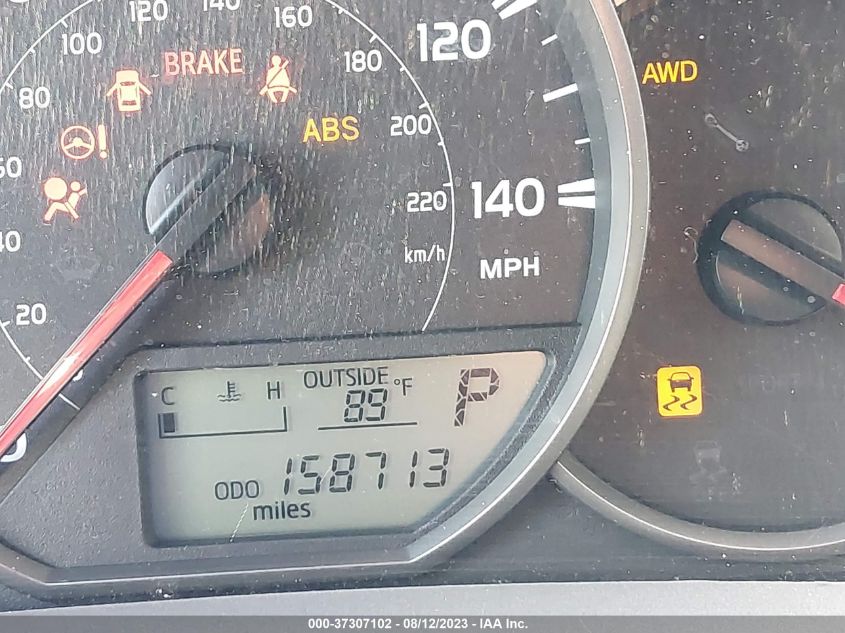 120
140
160
100
180
120
BRAKE
AWD
80
ABS
200
220
140
40
km/h
MPH
20
C
H
OUTSIDE
89 °F
P
ODO 158713
miles
000-37307102 - 08/12/2023 - IAA Inc.